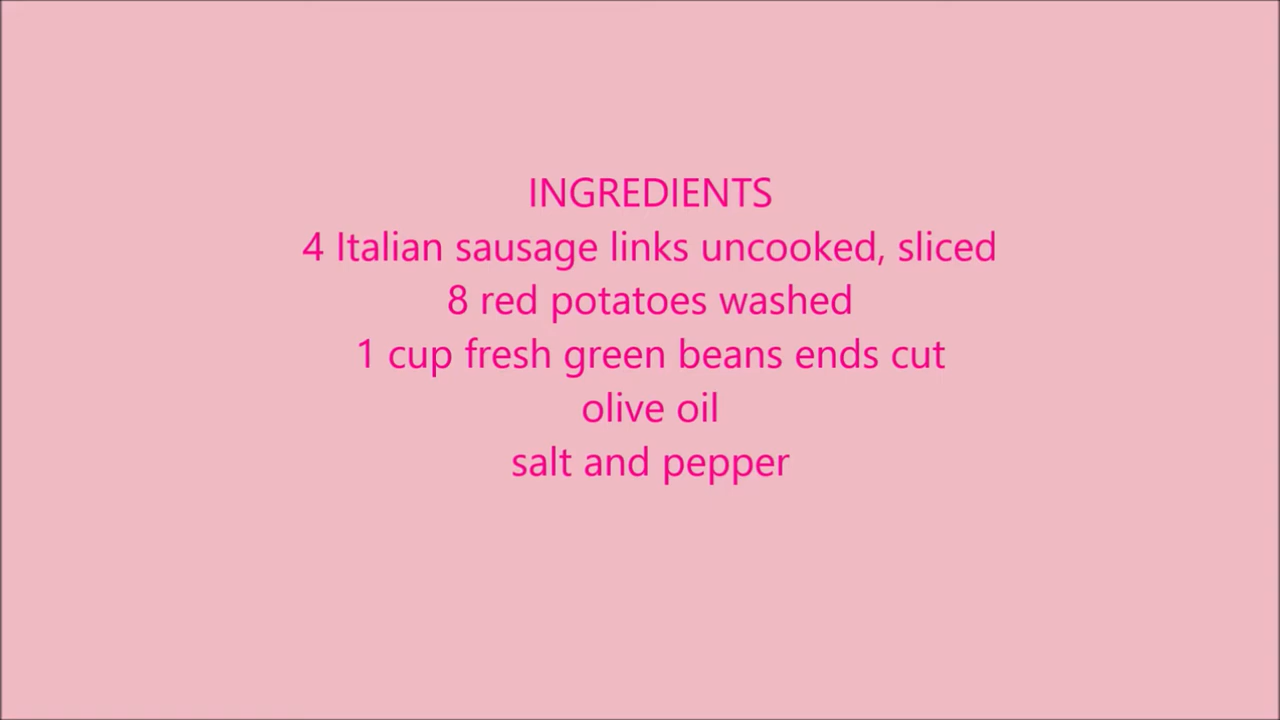 INGREDIENTS
4 Italian sausage links uncooked, sliced
8 red potatoes washed
1 cup fresh green beans ends cut
olive oil
salt and pepper